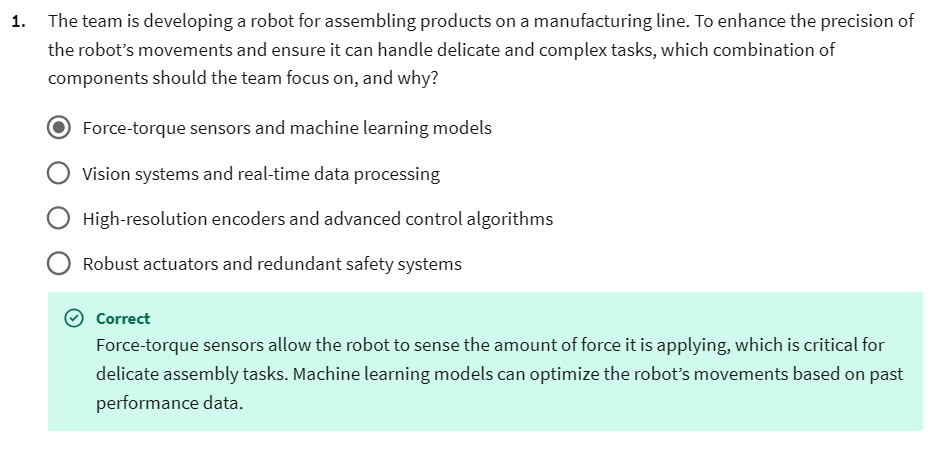 1. The team is developing a robot for assembling products on a manufacturing line. To enhance the precision of
the robot’s movements and ensure it can handle delicate and complex tasks, which combination of
components should the team focus on, and why?
Force-torque sensors and machine learning models
Vision systems and real-time data processing
High-resolution encoders and advanced control algorithms
Robust actuators and redundant safety systems
Correct
Force-torque sensors allow the robot to sense the amount of force it is applying, which is critical for
delicate assembly tasks. Machine learning models can optimize the robot’s movements based on past
performance data.